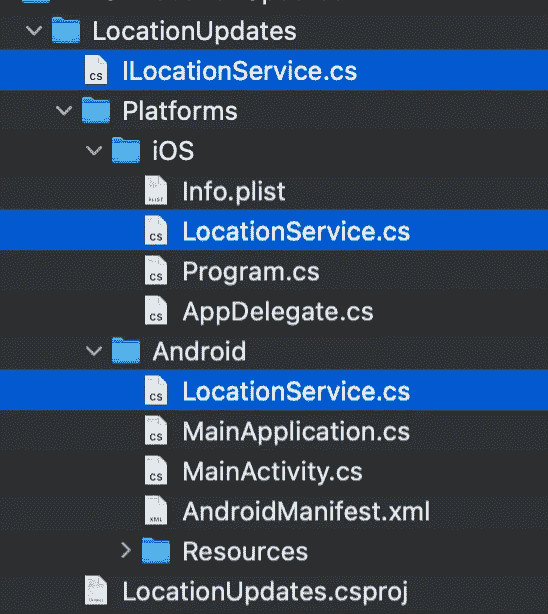 LocationUpdates
ILocationService.cs
Platforms
iOS
Info.plist
LocationService.cs
Program.cs
AppDelegate.cs
Android
LocationService.cs
MainApplication.cs
MainActivity.cs
AndroidManifest.xml
Resources
LocationUpdates.csproj